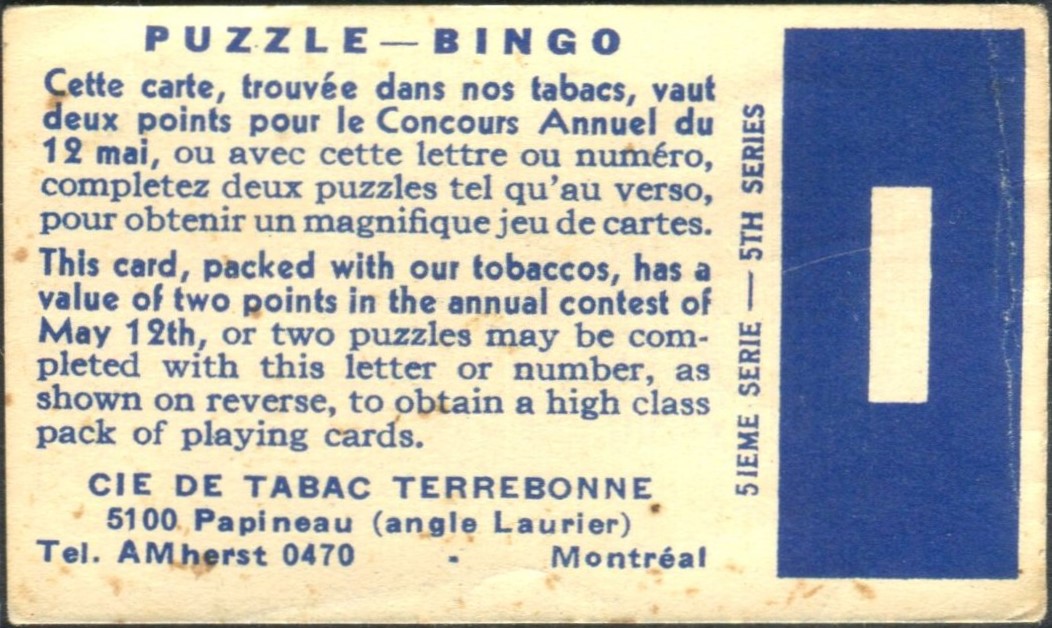 PUZZLE—BINGO
Cette carte, trouvée dans nos tabacs, vaut
deux points pour le Concours Annuel du
12 mai, ou avec cette lettre ou numéro,
completez deux puzzles tel qu'au verso,
pour obtenir un magnifique jeu de cartes.
This card, packed with our tobaccos, has a
value of two points in the annual contest of
May 12th, or two puzzles may be com-
pleted with this letter or number, as
shown on reverse, to obtain a high class
pack of playing cards.
CIE DE TABAC TERREBONNE
5100 Papineau (angle Laurier)
Tel. AMherst 0470 - Montréal
5IEME SERIE — 5TH SERIES
I